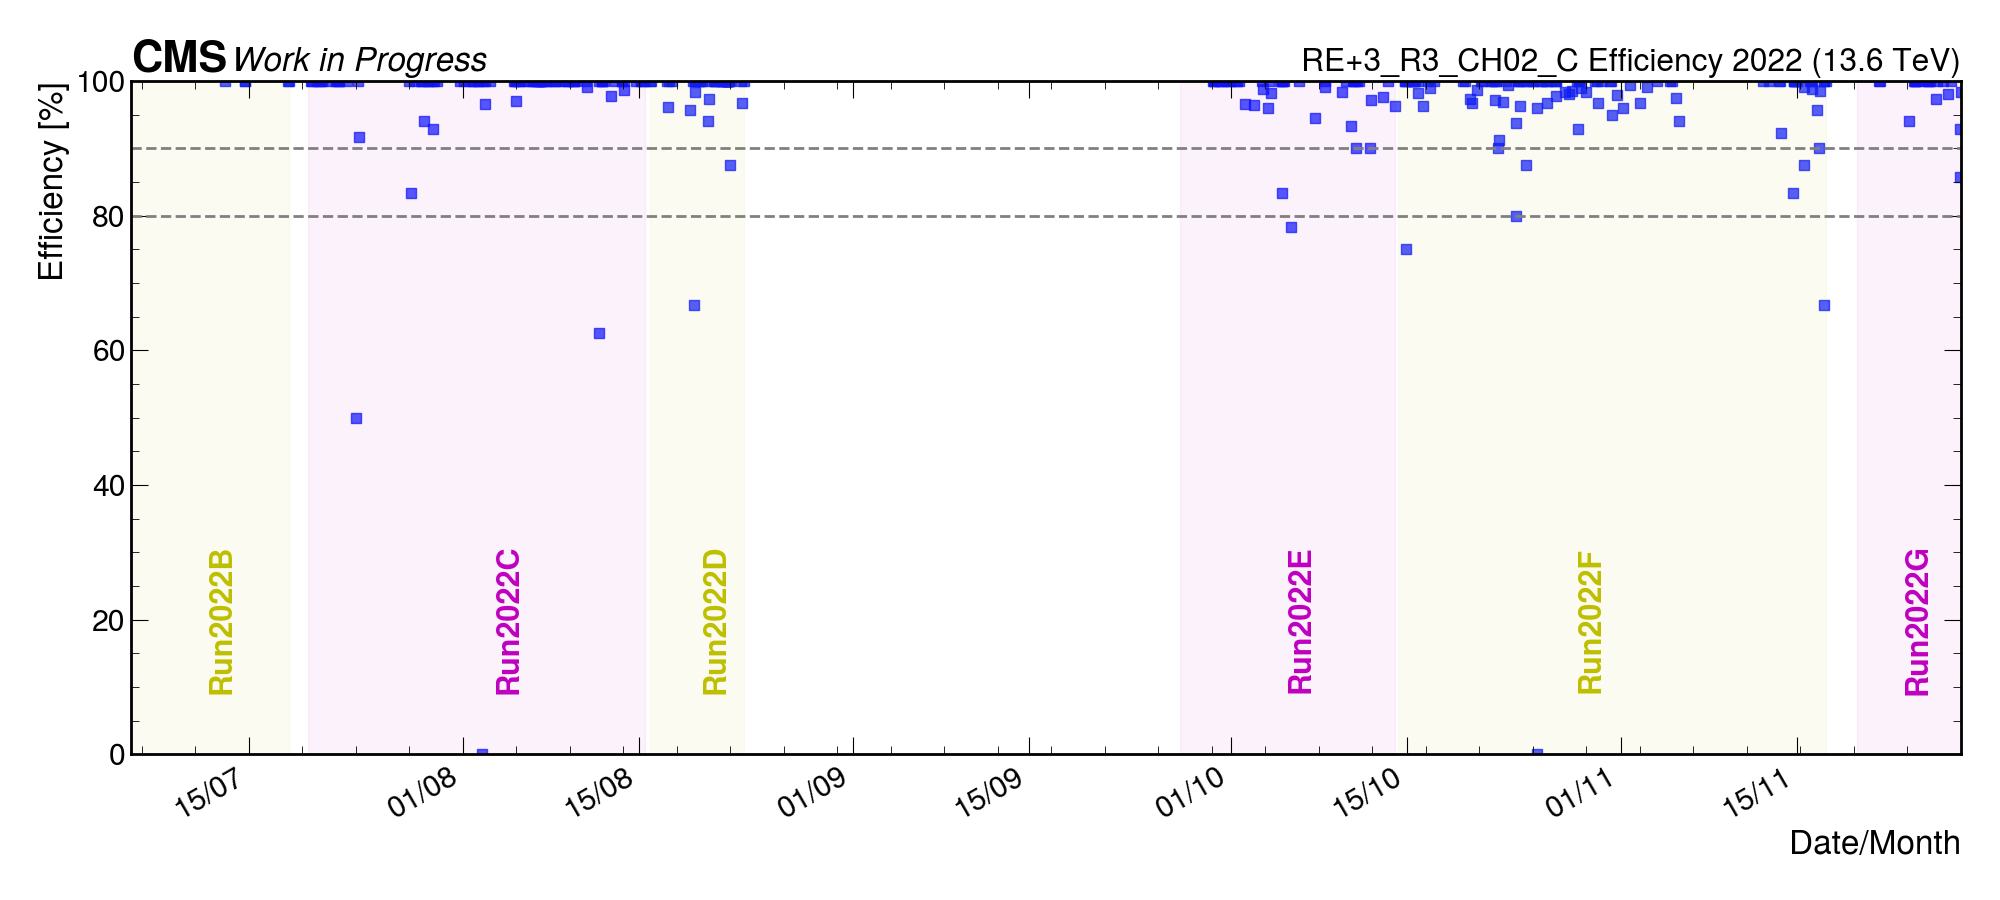 CMS Work in Progress
RE+3_R3_CH02_C Efficiency 2022 (13.6 TeV)
Efficiency [%]
100
80
60
40
20
0
Run2022B
Run2022C
Run2022D
Run2022E
Run2022F
Run2022G
15/07
01/08
15/08
01/09
15/09
01/10
15/10
01/11
15/11
Date/Month